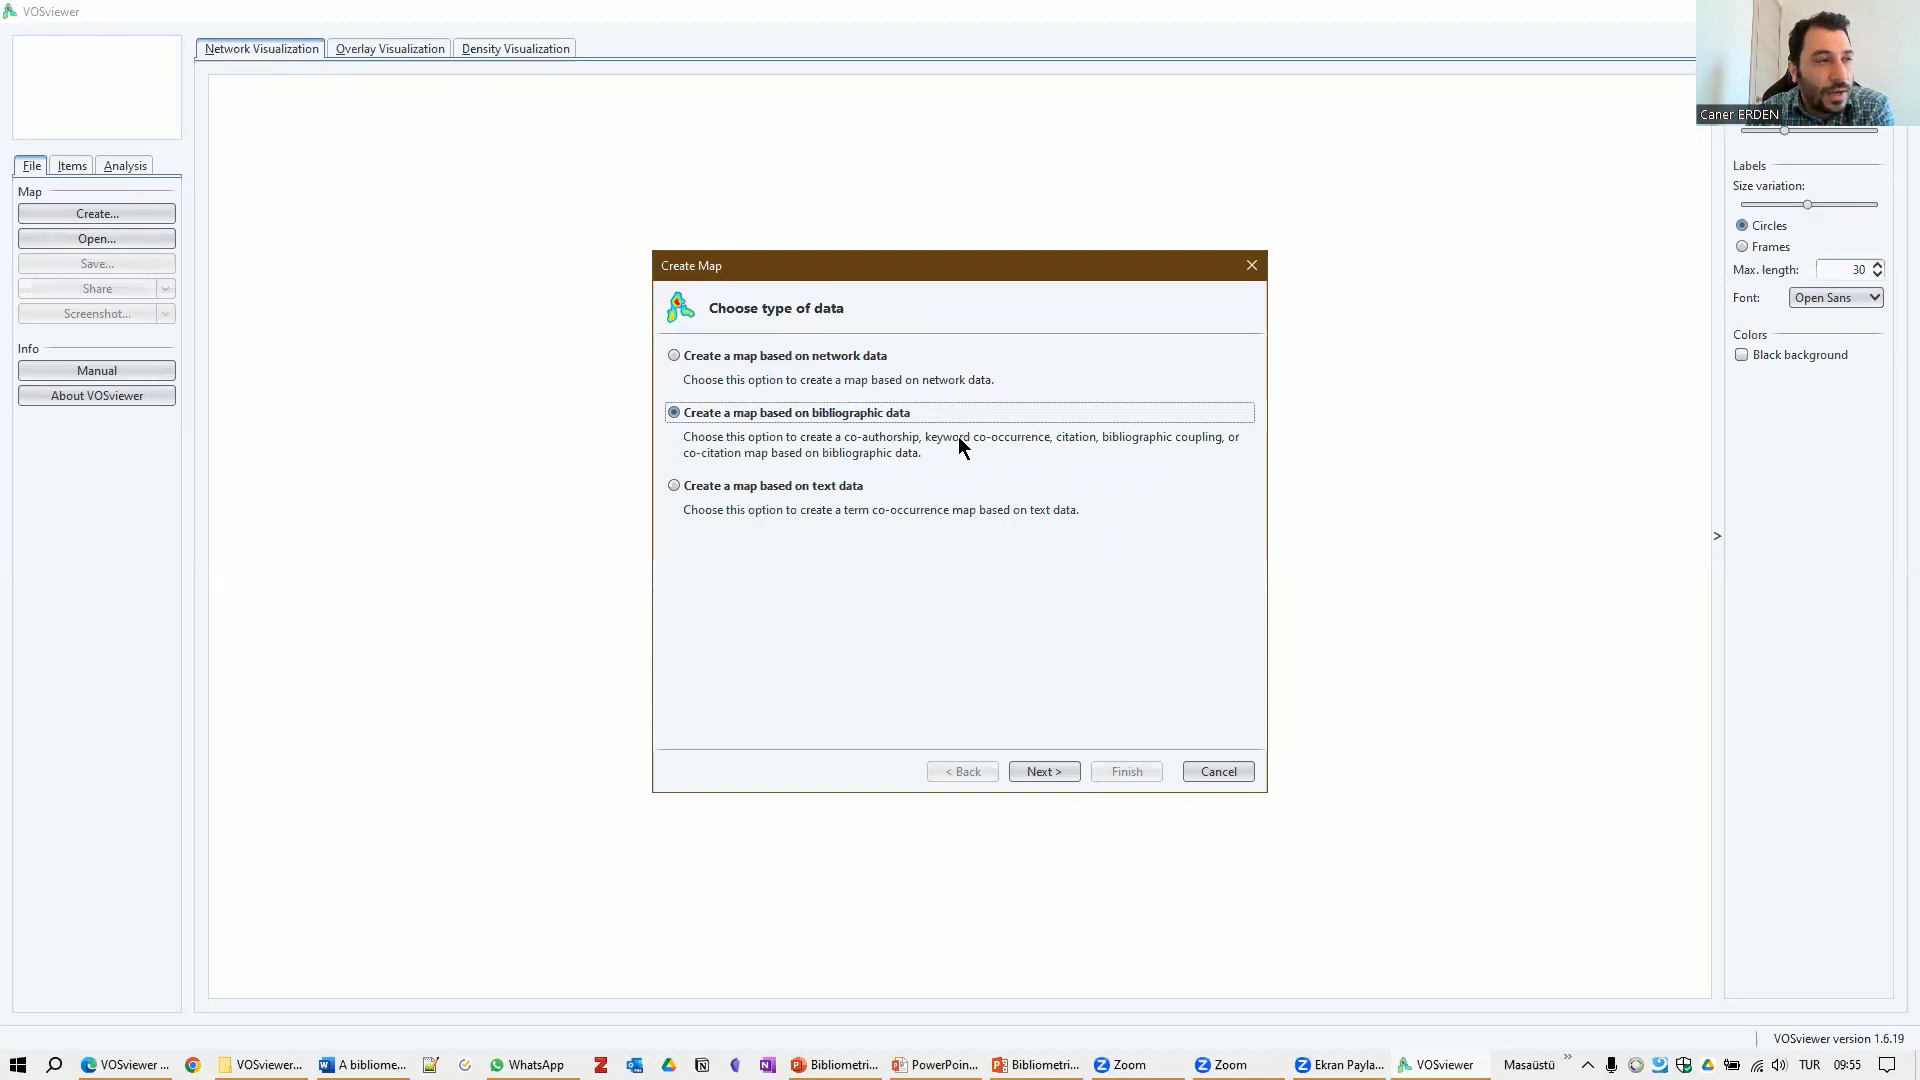 VOSviewer
Network Visualization
Overlay Visualization
Density Visualization
Caner ERDEN
File
Items
Analysis
Map
Create...
Open...
Save...
Share
Screenshot...
Info
Manual
About VOSviewer
Create Map
Choose type of data
Create a map based on network data
Choose this option to create a map based on network data.
Create a map based on bibliographic data
Choose this option to create a co-authorship, keyword co-occurrence, citation, bibliographic coupling, or
co-citation map based on bibliographic data.
Create a map based on text data
Choose this option to create a term co-occurrence map based on text data.
< Back
Next >
Finish
Cancel
Labels
Size variation:
Circles
Frames
Max. length:
30
Font:
Open Sans
Colors
Black background
>
VOSviewer version 1.6.19
VOSviewer ...
VOSviewer...
A bibliome...
WhatsApp
Bibliometri...
PowerPoin...
Bibliometri...
Zoom
Zoom
Ekran Payla...
VOSviewer
Masaüstü
TUR
09:55